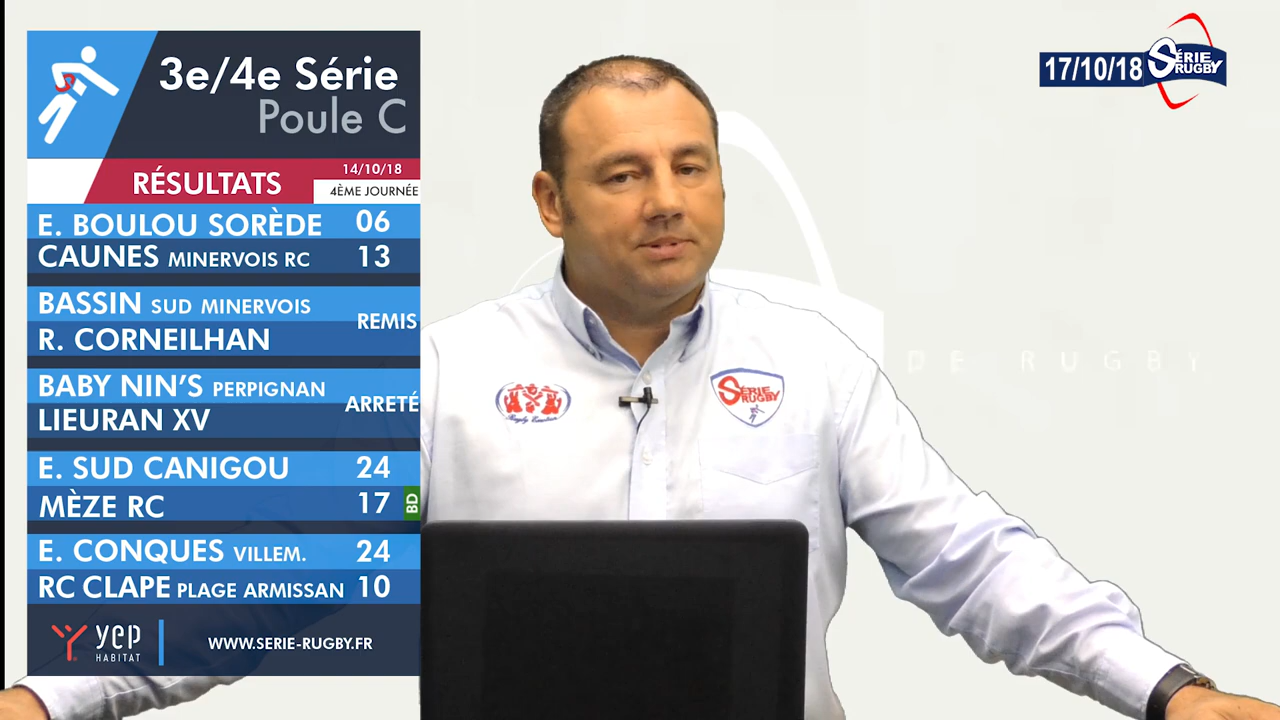 3e/4e Série
Poule C
RÉSULTATS
14/10/18
4ÈME JOURNÉE
E. BOULOU SORÈDE 06
CAUNES MINERVOIS RC 13
BASSIN SUD MINERVOIS
REMIS
R. CORNEILHAN
BABY NIN'S PERPIGNAN
ARRETÉ
LIEURAN XV
E. SUD CANIGOU 24
MÈZE RC 17 BD
E. CONQUES VILLEM. 24
RC CLAPE PLAGE ARMISSAN 10
YEP
HABITAT
WWW.SERIE-RUGBY.FR
17/10/18
SÉRIE
RUGBY
SÉRIE
RUGBY
DE RUGBY